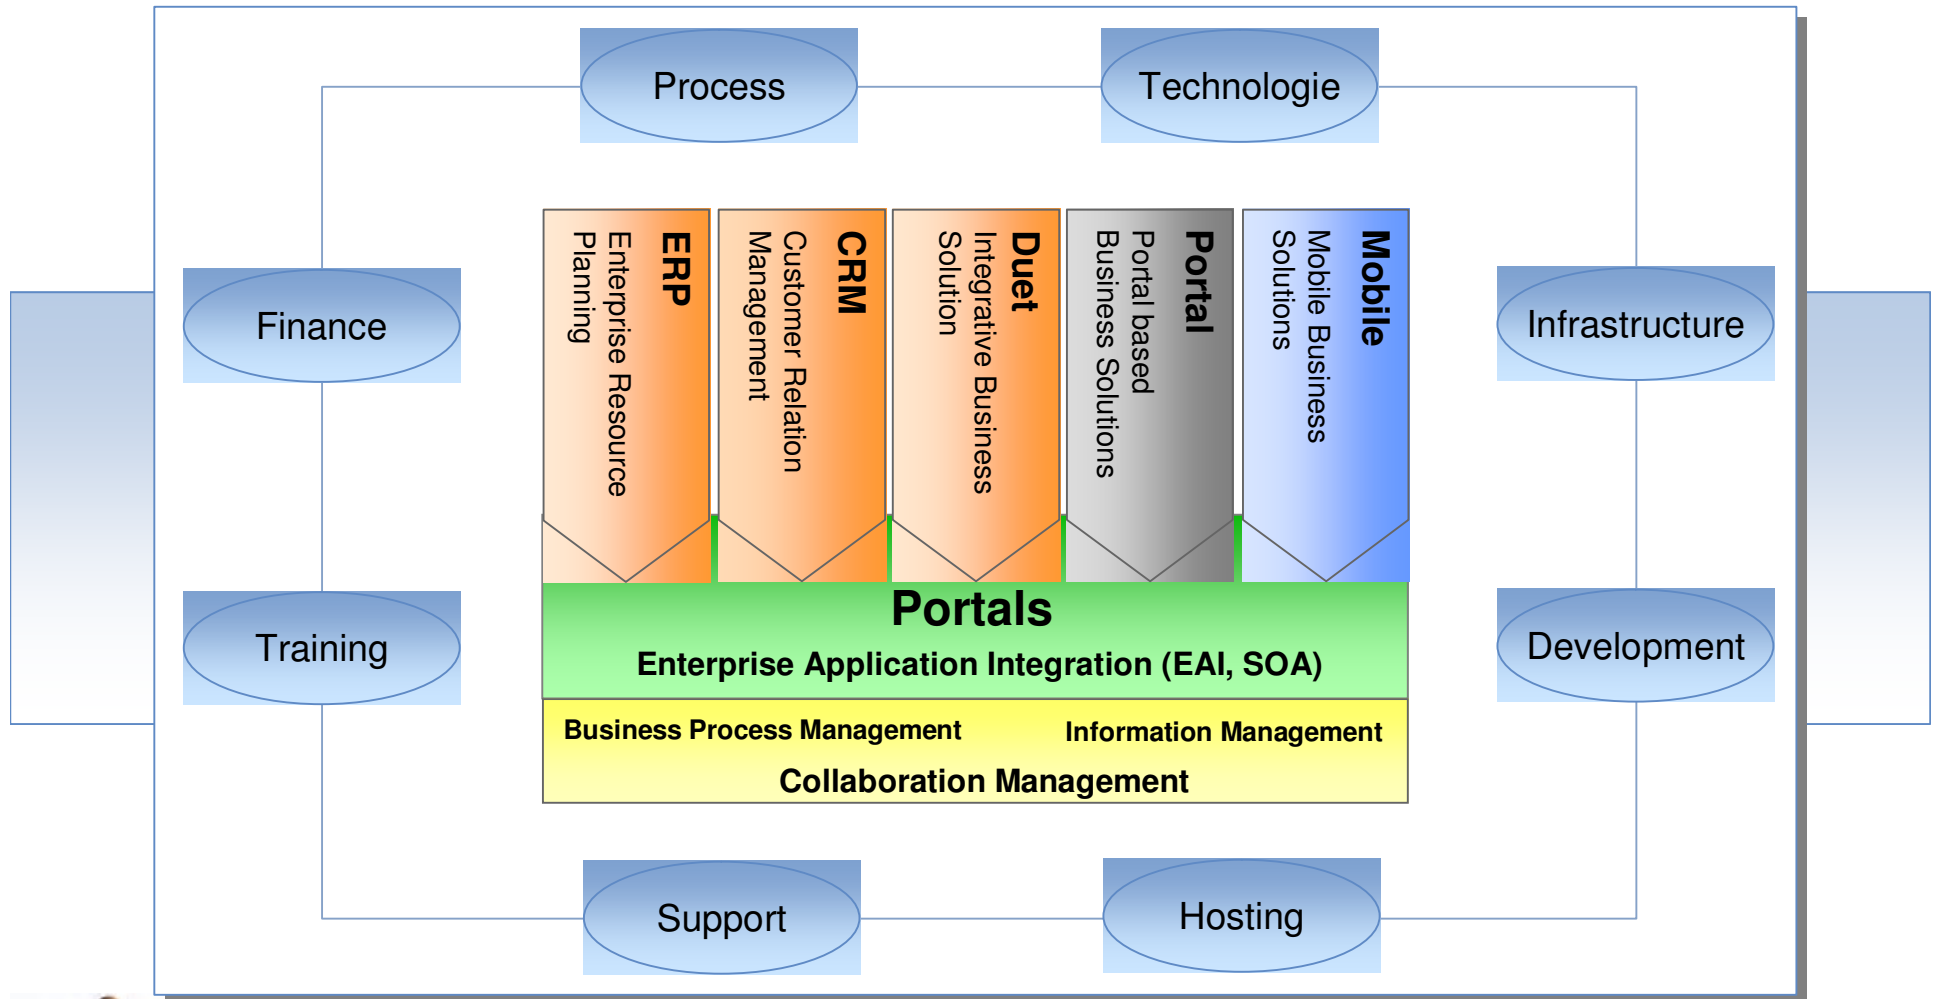 Process
Technologie
Finance
Infrastructure
ERP
Enterprise Resource
Planning
CRM
Customer Relation
Management
Duet
Integrative Business
Solution
Portal
Portal based
Business Solutions
Mobile
Mobile Business
Solutions
Portals
Enterprise Application Integration (EAI, SOA)
Training
Development
Business Process Management
Information Management
Collaboration Management
Support
Hosting